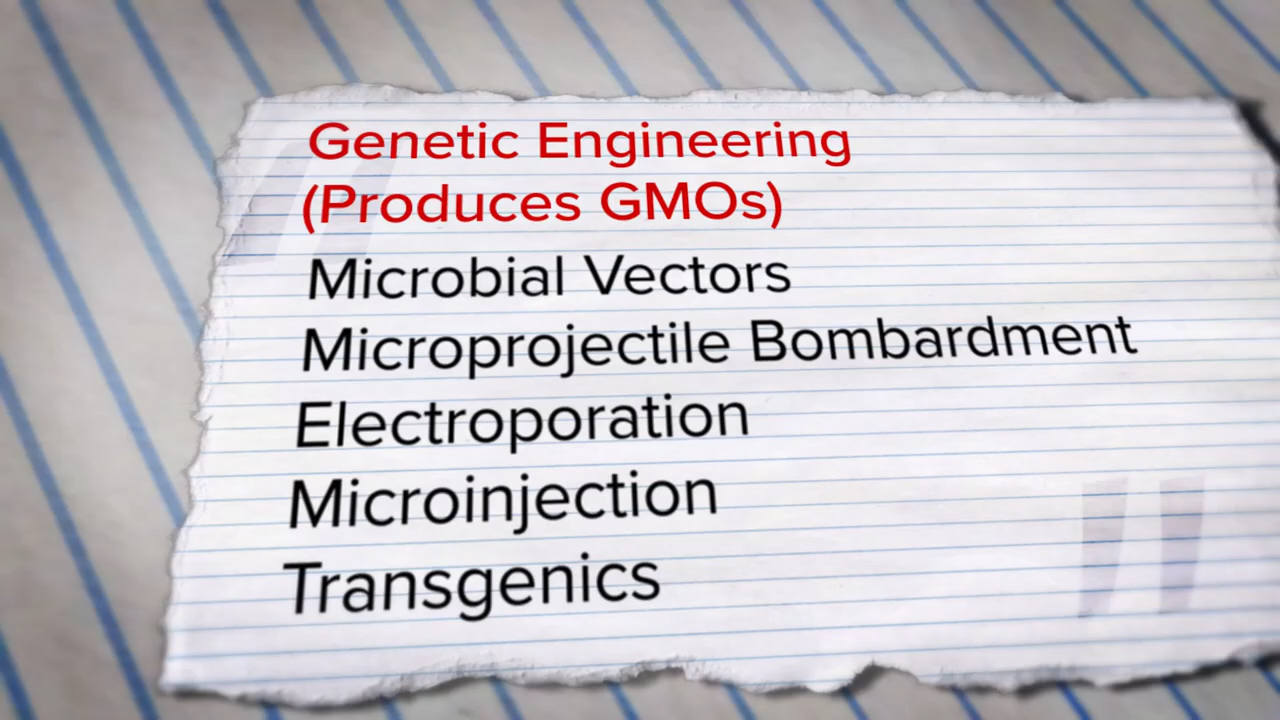 Genetic Engineering
(Produces GMOs)
Microbial Vectors
Microprojectile Bombardment
Electroporation
Microinjection
Transgenics